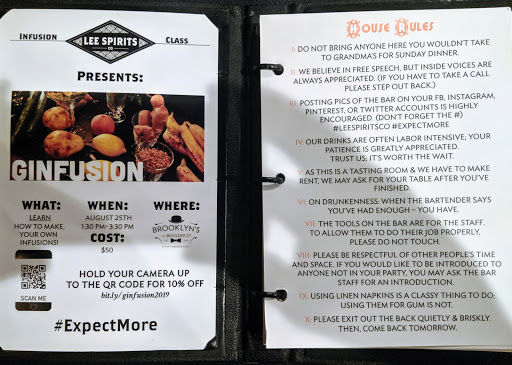 INFUSION
LEE SPIRITS
CO
CLASS
PRESENTS:
GINFUSION
WHAT:
LEARN
HOW TO MAKE,
YOUR OWN
INFUSIONS!
WHEN:
AUGUST 25TH
1:30 PM- 3:30 PM
COST:
$50
WHERE:
BROOKLYN'S
ON BOULDER ST.
SCAN ME
HOLD YOUR CAMERA UP
TO THE QR CODE FOR 10% OFF
bit.ly/ginfusion2019
#ExpectMore
House Rules
I: DO NOT BRING ANYONE HERE YOU WOULDN'T TAKE
TO GRANDMA'S FOR SUNDAY DINNER.
II: WE BELIEVE IN FREE SPEECH, BUT INSIDE VOICES ARE
ALWAYS APPRECIATED. (IF YOU HAVE TO TAKE A CALL
PLEASE STEP OUT BACK.)
III: POSTING PICS OF THE BAR ON YOUR FB, INSTAGRAM,
PINTEREST, OR TWITTER ACCOUNTS IS HIGHLY
ENCOURAGED. (DON'T FORGET THE #)
#LEESPIRITSCO #EXPECTMORE
IV: OUR DRINKS ARE OFTEN LABOR INTENSIVE; YOUR
PATIENCE IS GREATLY APPRECIATED.
TRUST US; IT'S WORTH THE WAIT.
V: AS THIS IS A TASTING ROOM & WE HAVE TO MAKE
RENT, WE MAY ASK FOR YOUR TABLE AFTER YOU'VE
FINISHED.
VI: ON DRUNKENNESS: WHEN THE BARTENDER SAYS
YOU'VE HAD ENOUGH – YOU HAVE.
VII: THE TOOLS ON THE BAR ARE FOR THE STAFF.
TO ALLOW THEM TO DO THEIR JOB PROPERLY,
PLEASE DO NOT TOUCH.
VIII: PLEASE BE RESPECTFUL OF OTHER PEOPLE'S TIME
AND SPACE. IF YOU WOULD LIKE TO BE INTRODUCED TO
ANYONE NOT IN YOUR PARTY, YOU MAY ASK THE BAR
STAFF FOR AN INTRODUCTION.
IX: USING LINEN NAPKINS IS A CLASSY THING TO DO;
USING THEM FOR GUM IS NOT.
X: PLEASE EXIT OUT THE BACK QUIETLY & BRISKLY.
THEN, COME BACK TOMORROW.